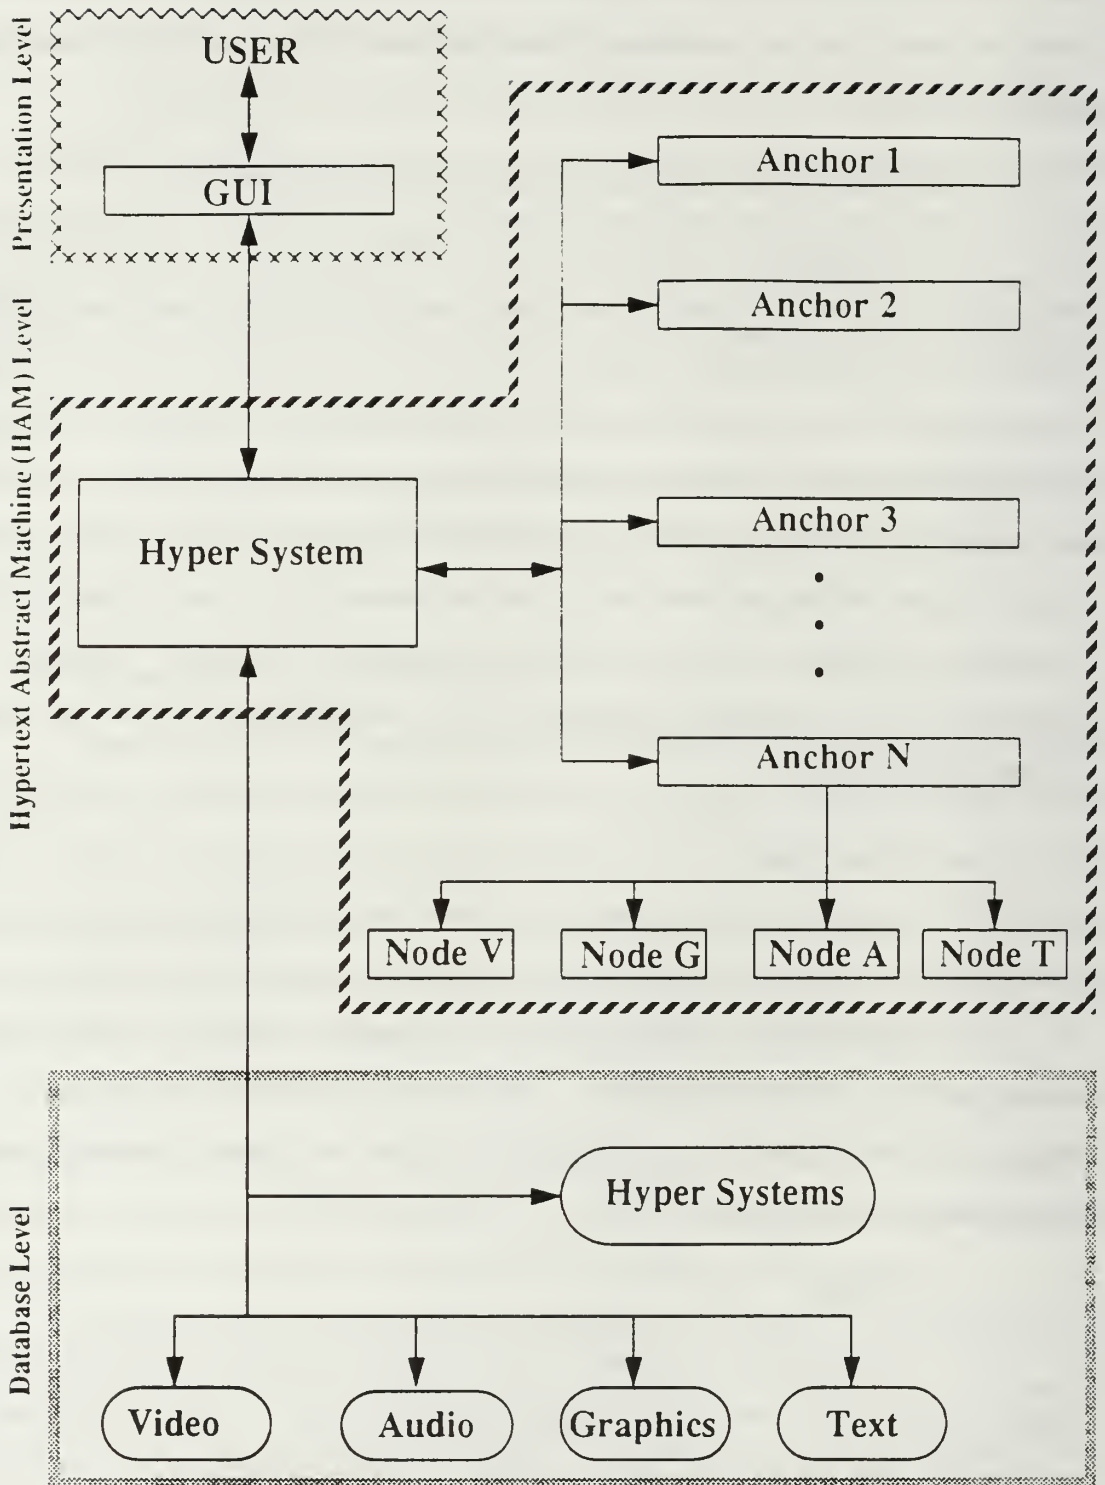 Presentation Level
USER
GUI
Hypertext Abstract Machine (HAM) Level
Anchor 1
Anchor 2
Hyper System
Anchor 3
Anchor N
Node V
Node G
Node A
Node T
Database Level
Hyper Systems
Video
Audio
Graphics
Text